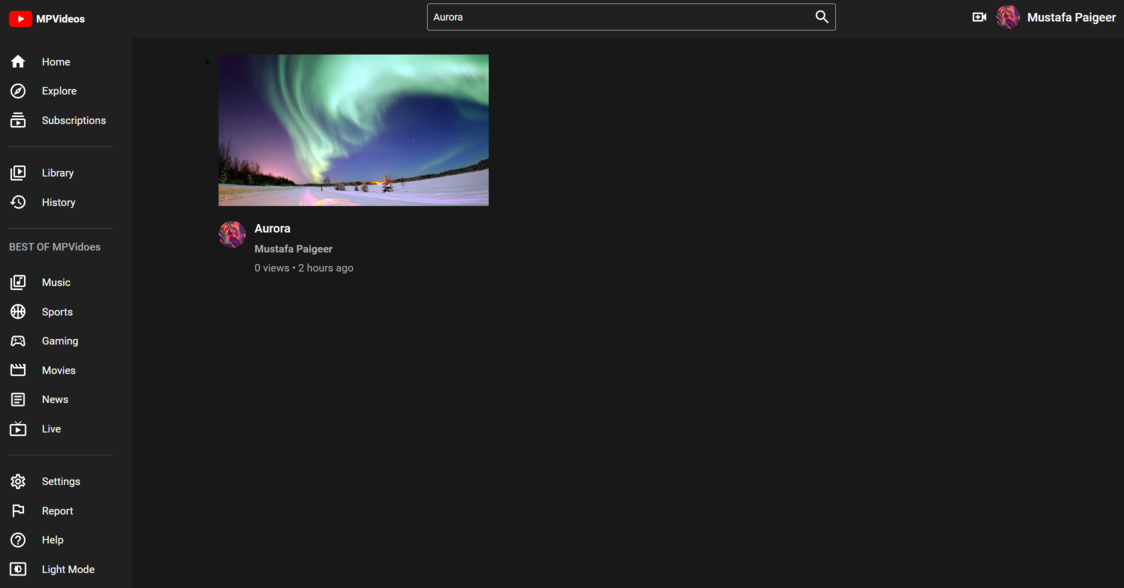 MPVideos
Aurora
Mustafa Paigeer
Home
Explore
Subscriptions
Library
History
BEST OF MPVidoes
Music
Sports
Gaming
Movies
News
Live
Settings
Report
Help
Light Mode
Aurora
Mustafa Paigeer
0 views • 2 hours ago